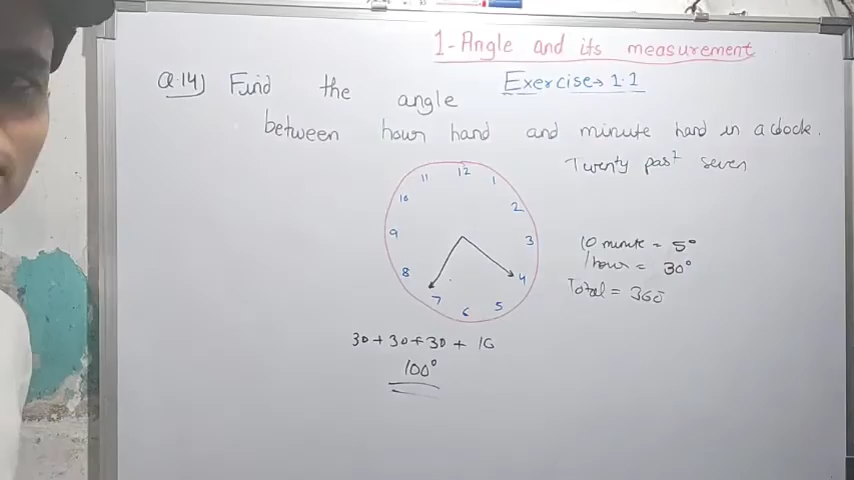 1-Angle and its measurement
Exercise → 1.1
Q.14) Find the angle
between hour hand and minute hand in a clock.
Twenty past seven
12
11 1
10 2
9 3
8 4
7 5
6
10 minute = 5°
1 hour = 30°
Total = 360
30 + 30 + 30 + 10
100°